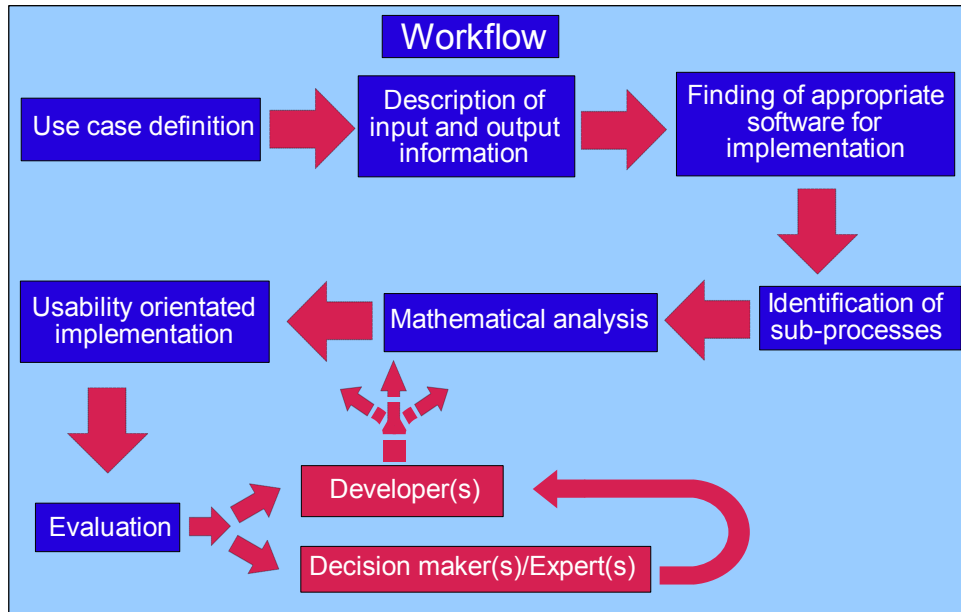 Workflow
Use case definition
Description of
input and output
information
Finding of appropriate
software for
implementation
Usability orientated
implementation
Mathematical analysis
Identification of
sub-processes
Developer(s)
Evaluation
Decision maker(s)/Expert(s)